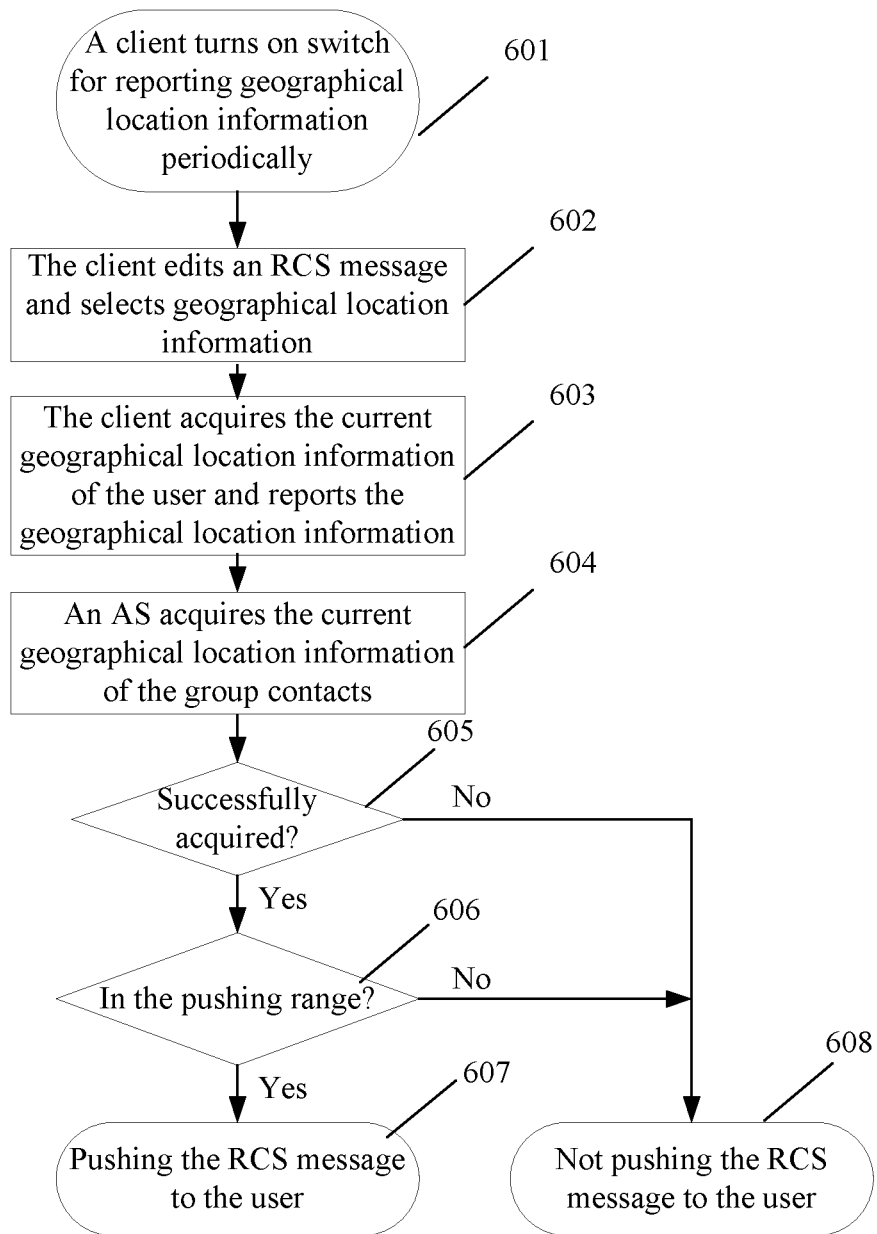 A client turns on switch
for reporting geographical
location information
periodically
601
602
The client edits an RCS message
and selects geographical location
information
603
The client acquires the current
geographical location information
of the user and reports the
geographical location information
604
An AS acquires the current
geographical location information
of the group contacts
605
Successfully
acquired?
No
Yes
606
In the pushing range?
No
Yes
607
608
Pushing the RCS message
to the user
Not pushing the RCS
message to the user